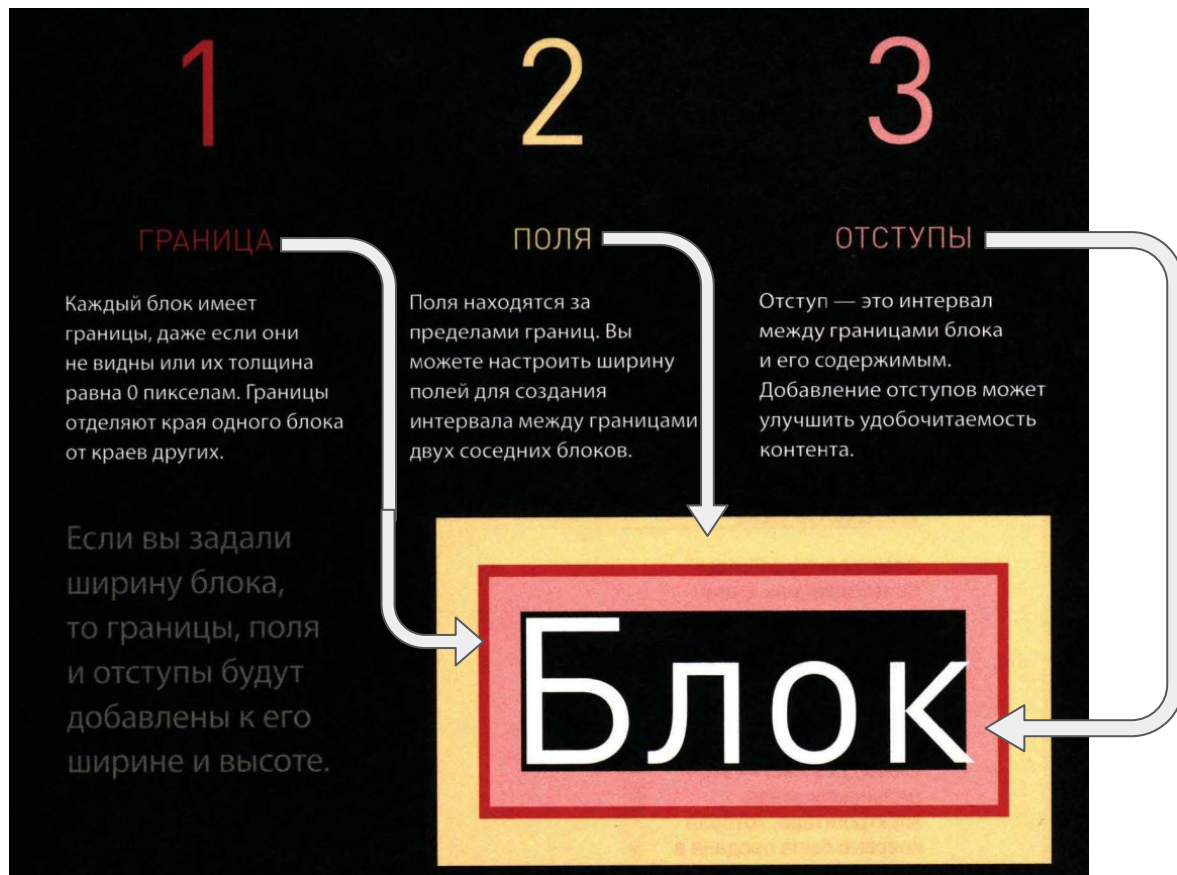 1
2
3
ГРАНИЦА
ПОЛЯ
ОТСТУПЫ
Каждый блок имеет
границы, даже если они
не видны или их толщина
равна 0 пикселам. Границы
отделяют края одного блока
от краев других.
Поля находятся за
пределами границ. Вы
можете настроить ширину
полей для создания
интервала между границами
двух соседних блоков.
Отступ — это интервал
между границами блока
и его содержимым.
Добавление отступов может
улучшить удобочитаемость
контента.
Если вы задали
ширину блока,
то границы, поля
и отступы будут
добавлены к его
ширине и высоте.
Блок